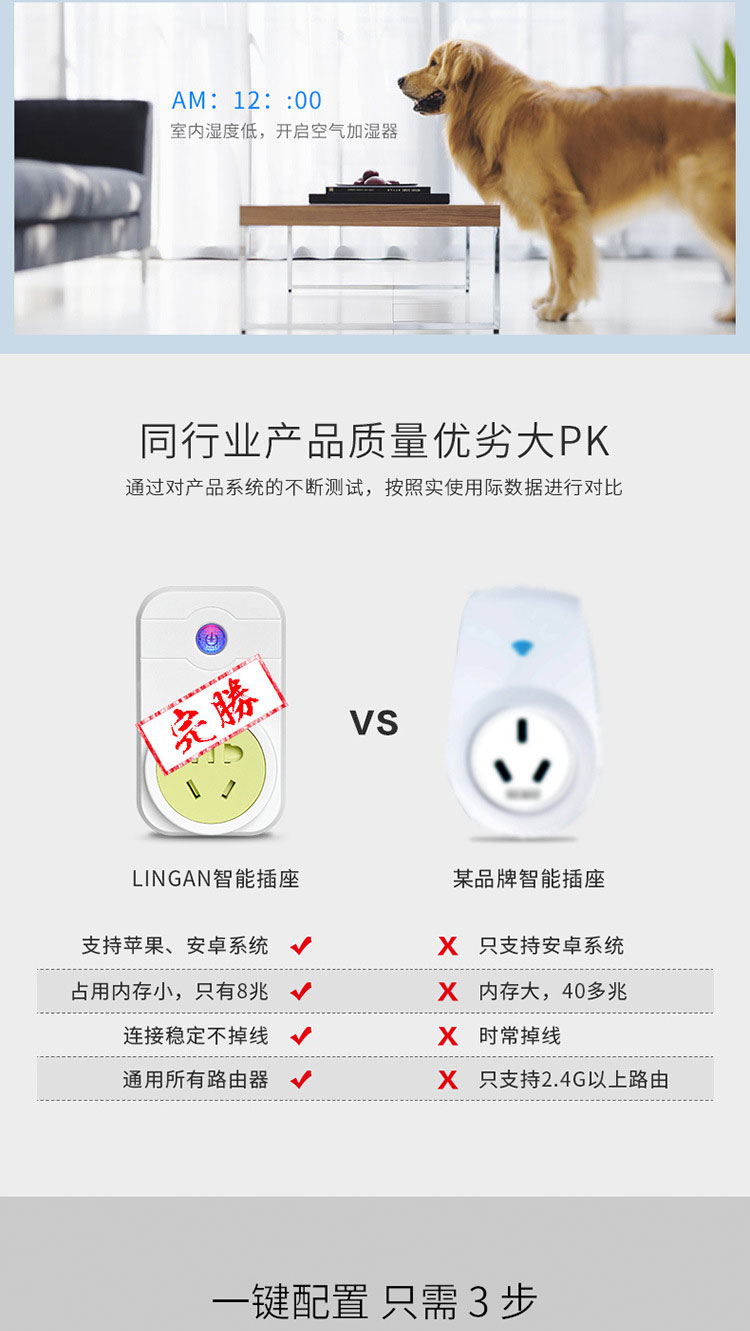 AM：12：:00
室内湿度低，开启空气加湿器
同行业产品质量优劣大PK
通过对产品系统的不断测试，按照实使用际数据进行对比
完勝
VS
LINGAN智能插座
某品牌智能插座
支持苹果、安卓系统
只支持安卓系统
占用内存小，只有8兆
内存大，40多兆
连接稳定不掉线
时常掉线
通用所有路由器
只支持2.4G以上路由
一键配置 只需 3 步